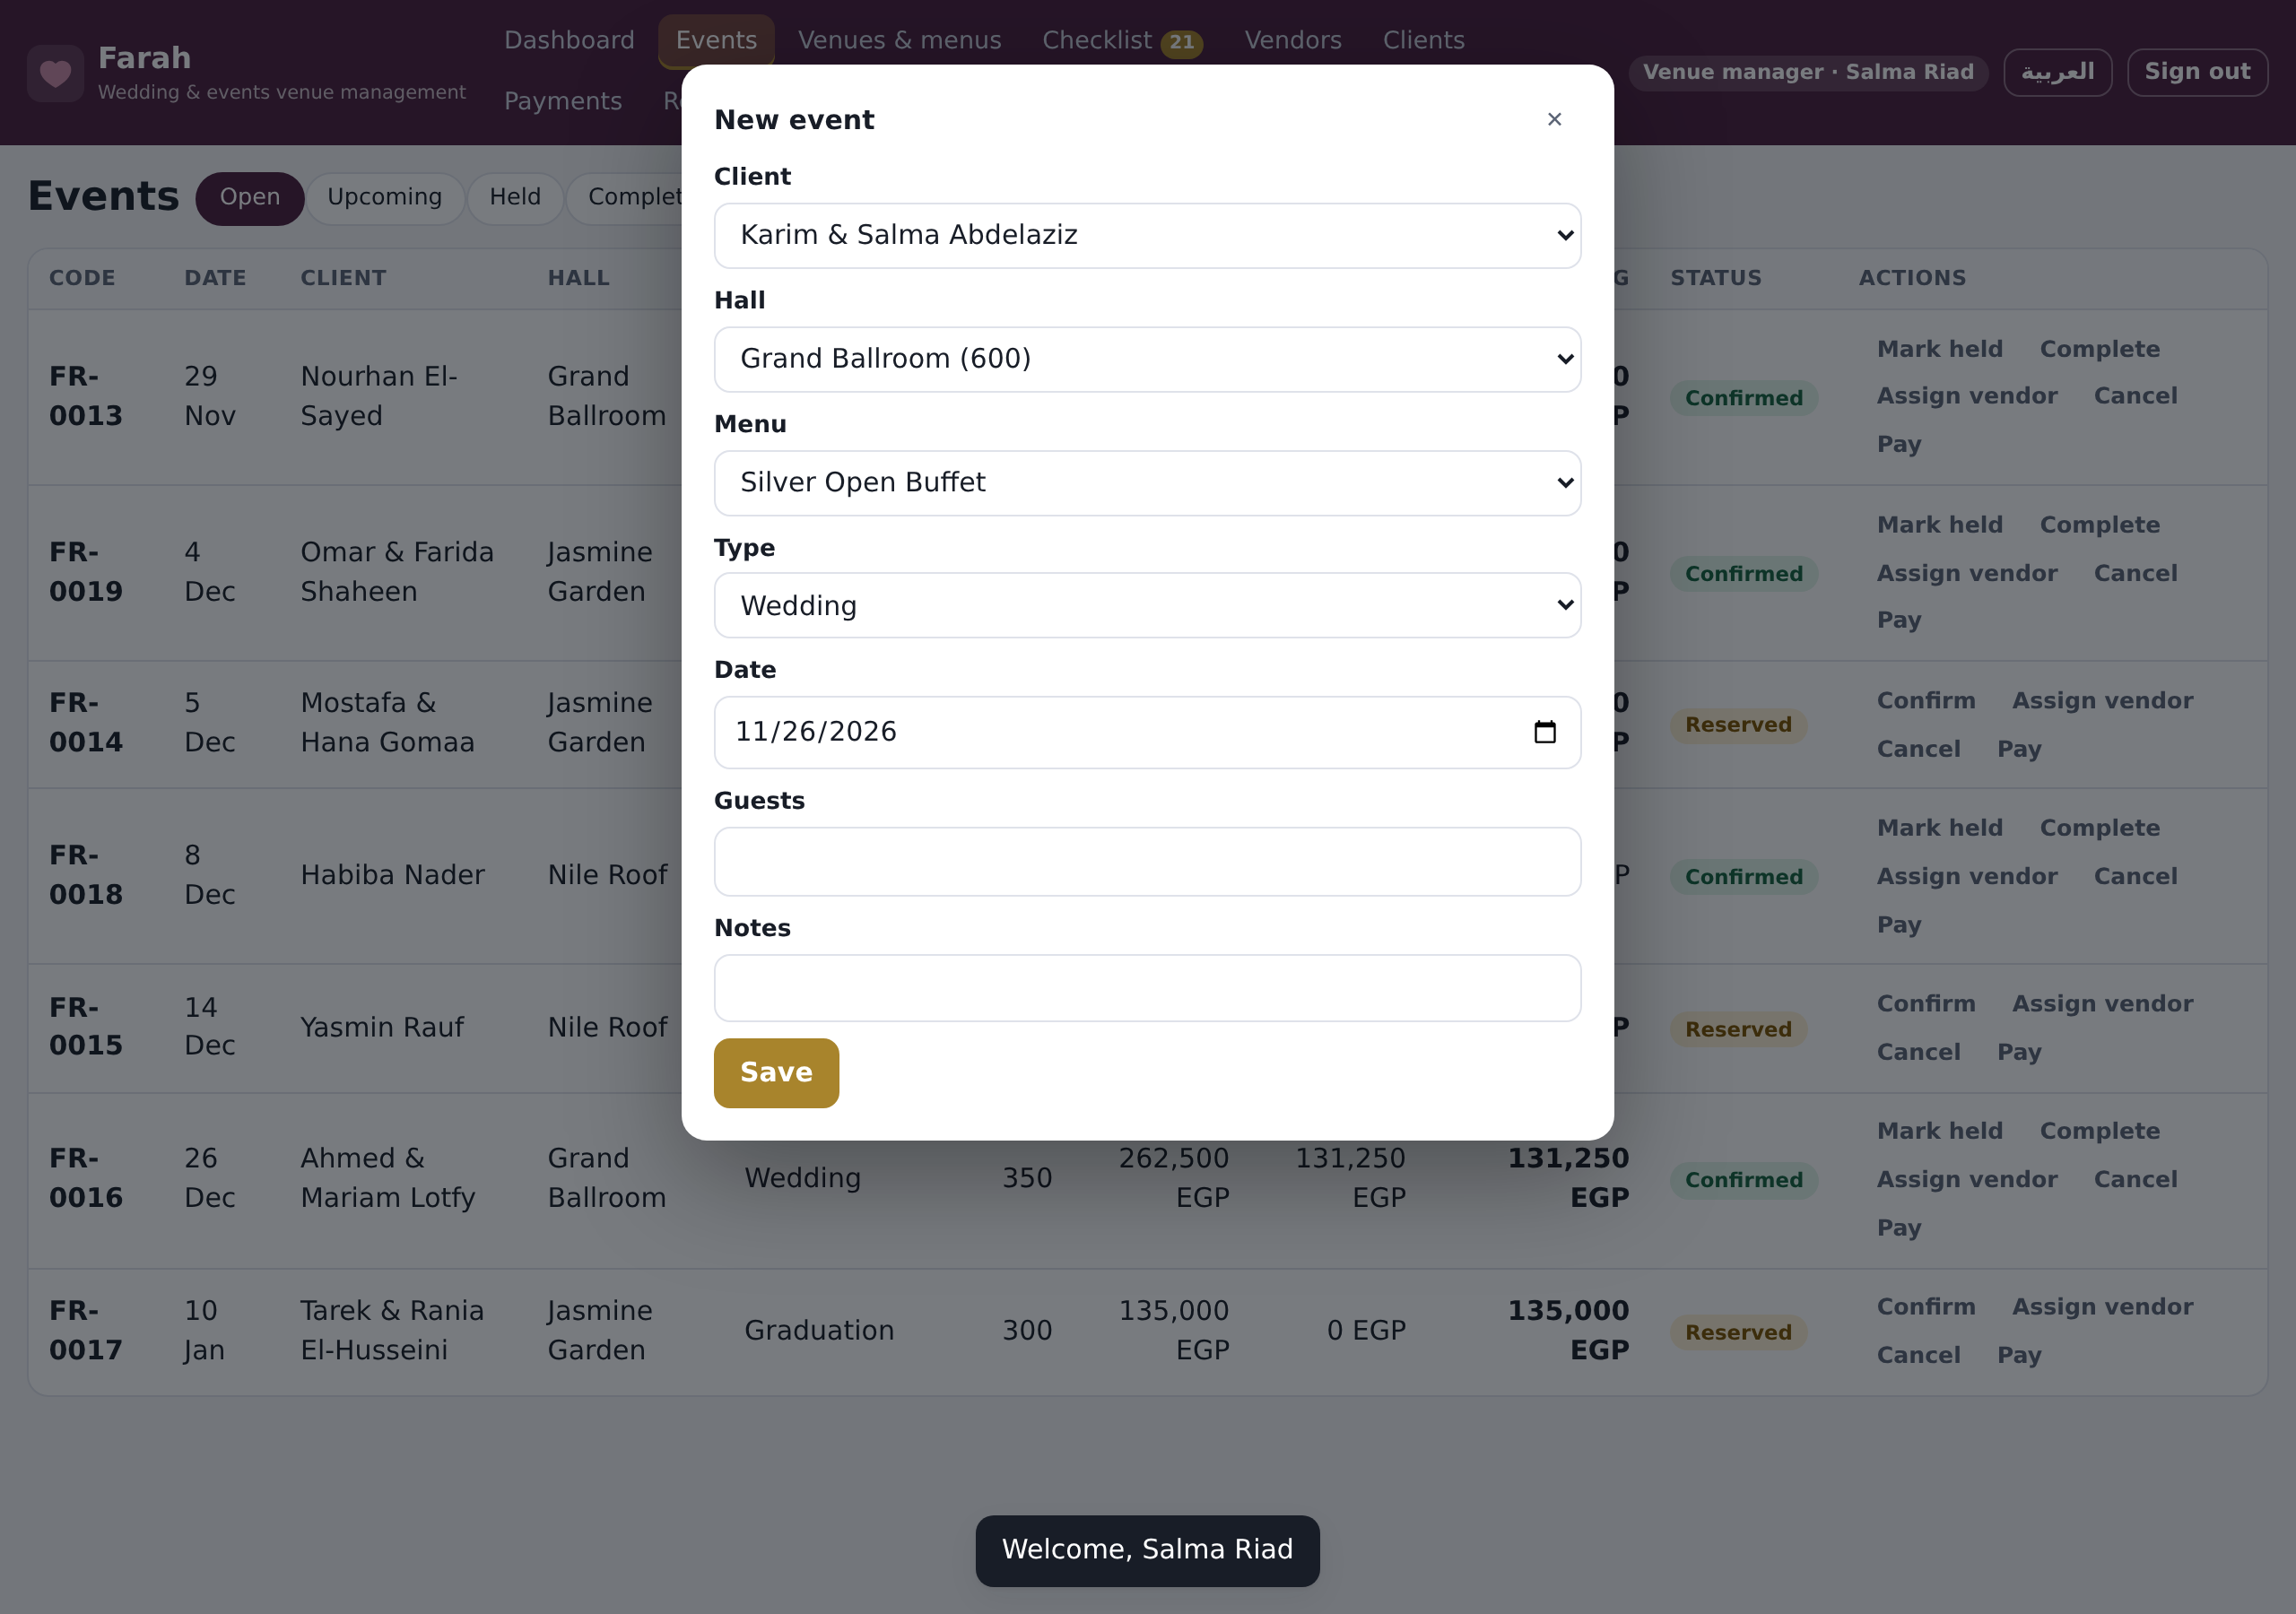 Farah
Wedding & events venue management
Dashboard Events Venues & menus Checklist 21 Vendors Clients
Payments
Venue manager · Salma Riad العربية Sign out
Events Open Upcoming Held
CODE DATE CLIENT HALL STATUS ACTIONS
FR-0013 29 Nov Nourhan El-Sayed Grand Ballroom Confirmed Mark held Complete Assign vendor Cancel Pay
FR-0019 4 Dec Omar & Farida Shaheen Jasmine Garden Confirmed Mark held Complete Assign vendor Cancel Pay
FR-0014 5 Dec Mostafa & Hana Gomaa Jasmine Garden Reserved Confirm Assign vendor Cancel Pay
FR-0018 8 Dec Habiba Nader Nile Roof Confirmed Mark held Complete Assign vendor Cancel Pay
FR-0015 14 Dec Yasmin Rauf Nile Roof Reserved Confirm Assign vendor Cancel Pay
FR-0016 26 Dec Ahmed & Mariam Lotfy Grand Ballroom Wedding 350 262,500 EGP 131,250 EGP 131,250 EGP Confirmed Mark held Complete Assign vendor Cancel Pay
FR-0017 10 Jan Tarek & Rania El-Husseini Jasmine Garden Graduation 300 135,000 EGP 0 EGP 135,000 EGP Reserved Confirm Assign vendor Cancel Pay
New event ×
Client
Karim & Salma Abdelaziz
Hall
Grand Ballroom (600)
Menu
Silver Open Buffet
Type
Wedding
Date
11/26/2026
Guests
Notes
Save
Welcome, Salma Riad